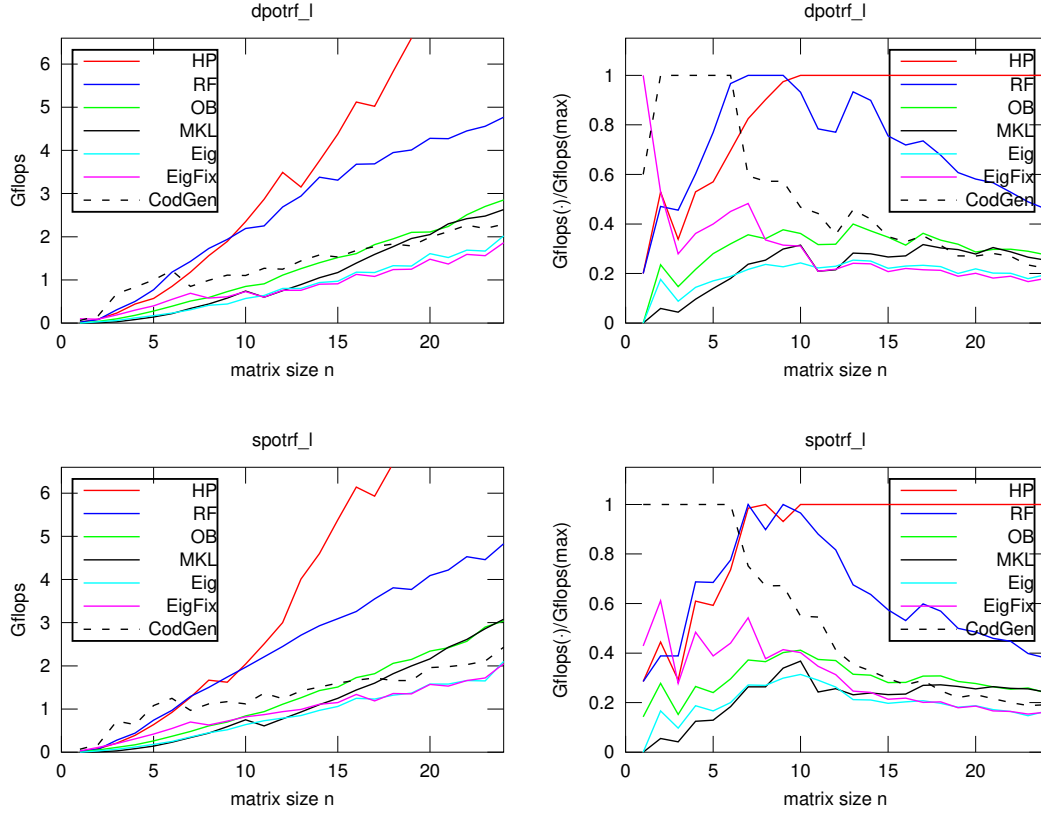 dpotrf_l
Gflops
6
5
4
3
2
1
0
HP
RF
OB
MKL
Eig
EigFix
CodGen
0 5 10 15 20
matrix size n
dpotrf_l
Gflops(·)/Gflops(max)
1
0.8
0.6
0.4
0.2
0
HP
RF
OB
MKL
Eig
EigFix
CodGen
0 5 10 15 20
matrix size n
spotrf_l
Gflops
6
5
4
3
2
1
0
HP
RF
OB
MKL
Eig
EigFix
CodGen
0 5 10 15 20
matrix size n
spotrf_l
Gflops(·)/Gflops(max)
1
0.8
0.6
0.4
0.2
0
HP
RF
OB
MKL
Eig
EigFix
CodGen
0 5 10 15 20
matrix size n